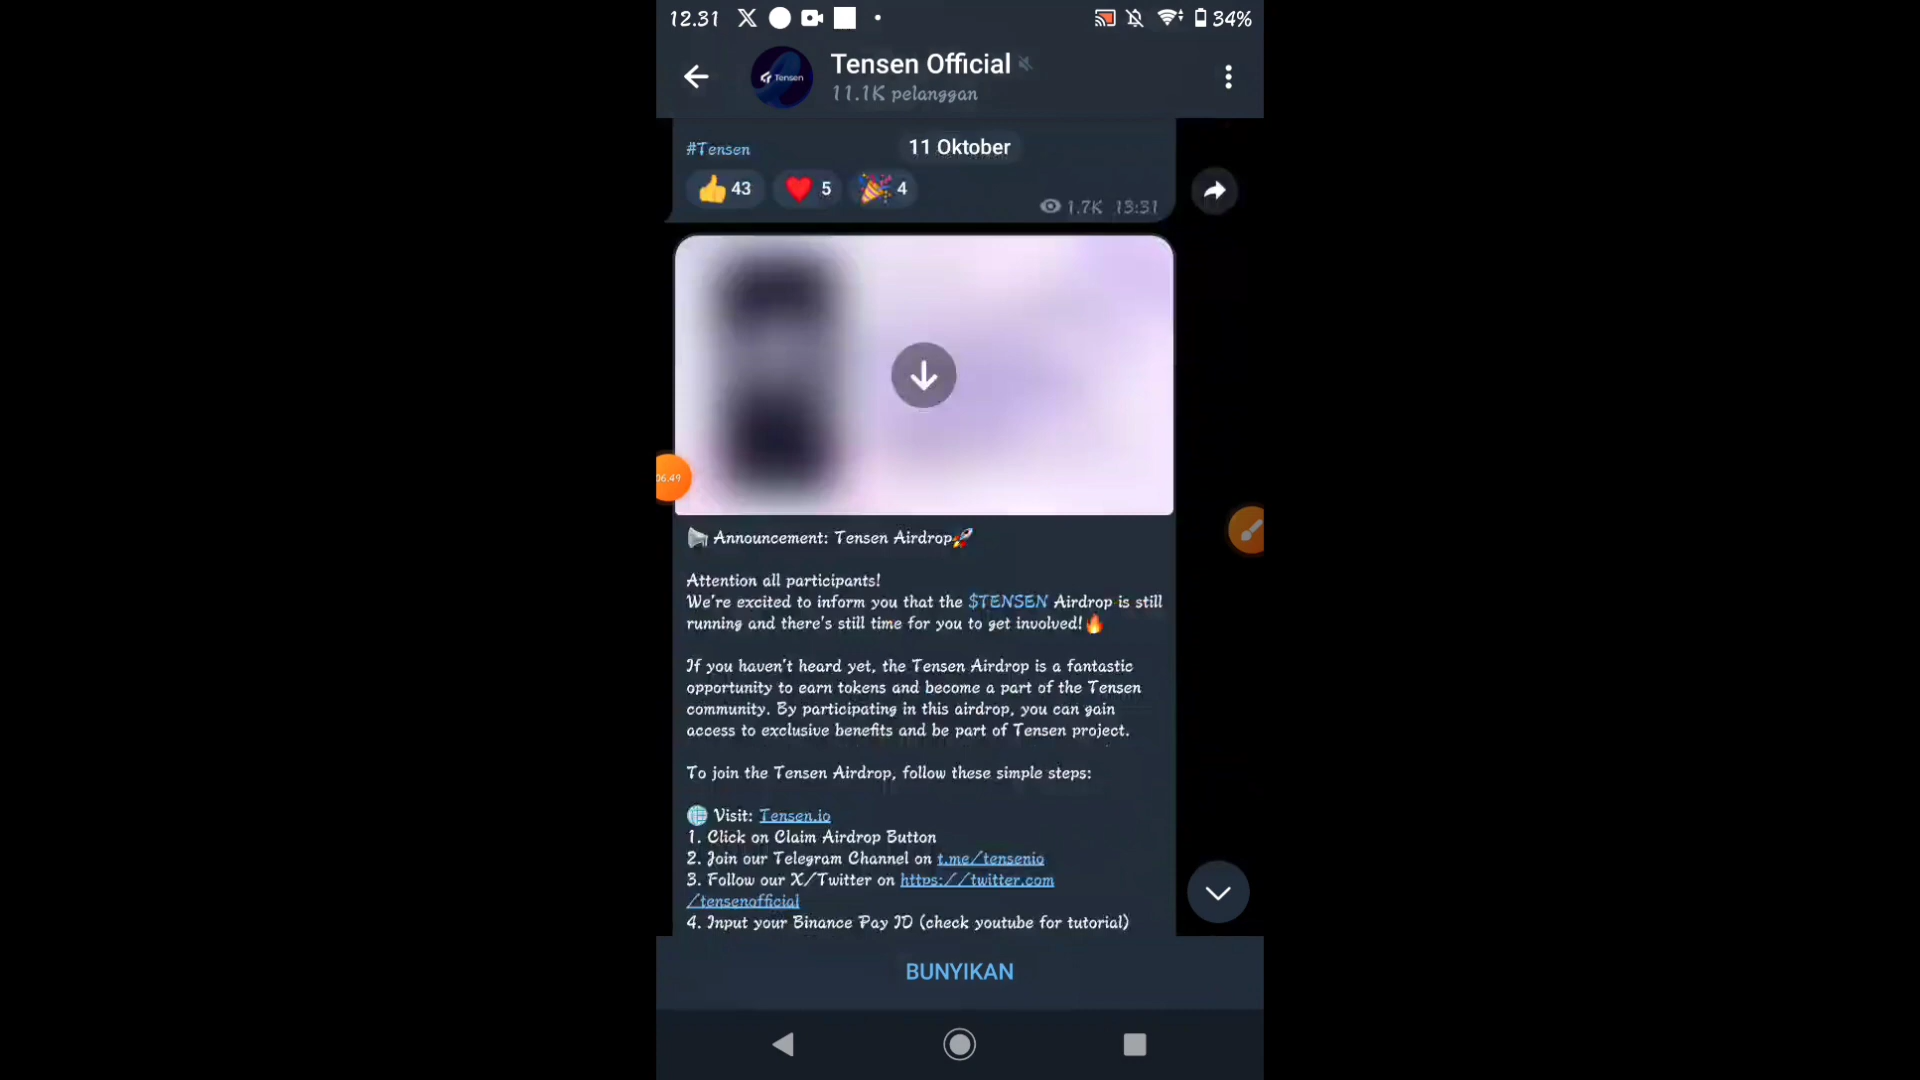 12.31
34%
Tensen
Tensen Official
11.1K pelanggan
11 Oktober
#Tensen
43
5
4
1.7K 13:31
06:49
Announcement: Tensen Airdrop
Attention all participants!
We're excited to inform you that the $TENSEN Airdrop is still
running and there's still time for you to get involved!
If you haven't heard yet, the Tensen Airdrop is a fantastic
opportunity to earn tokens and become a part of the Tensen
community. By participating in this airdrop, you can gain
access to exclusive benefits and be part of Tensen project.
To join the Tensen Airdrop, follow these simple steps:
Visit: Tensen.io
1. Click on Claim Airdrop Button
2. Join our Telegram Channel on t.me/tensenio
3. Follow our X/Twitter on https://twitter.com
/tensenofficial
4. Input your Binance Pay ID (check youtube for tutorial)
BUNYIKAN